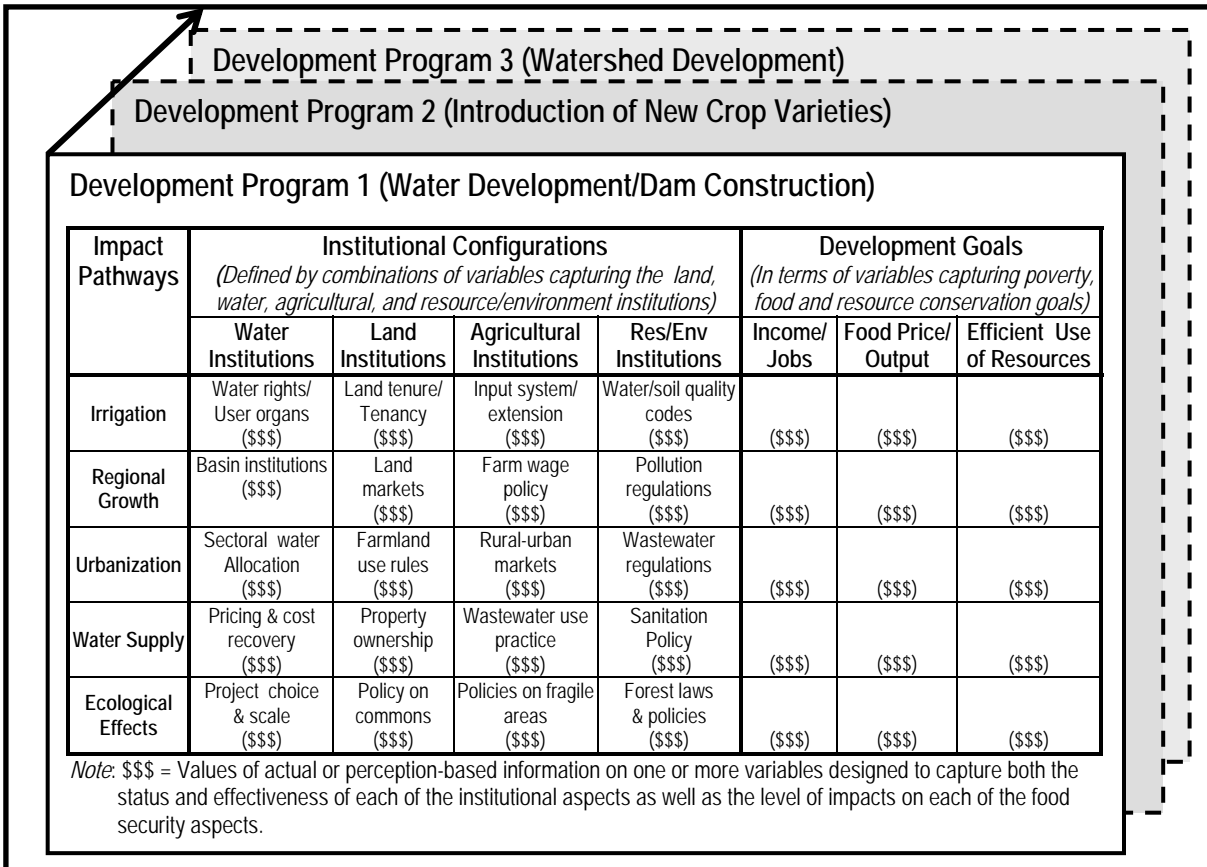 Development Program 3 (Watershed Development)
Development Program 2 (Introduction of New Crop Varieties)
Development Program 1 (Water Development/Dam Construction)
Impact
Pathways
Institutional Configurations
(Defined by combinations of variables capturing the land,
water, agricultural, and resource/environment institutions)
Development Goals
(In terms of variables capturing poverty,
food and resource conservation goals)
Water
Institutions
Land
Institutions
Agricultural
Institutions
Res/Env
Institutions
Income/
Jobs
Food Price/
Output
Efficient Use
of Resources
Irrigation
Water rights/
User organs
($$$)
Land tenure/
Tenancy
($$$)
Input system/
extension
($$$)
Water/soil quality
codes
($$$)
($$$)
($$$)
($$$)
Regional
Growth
Basin institutions
($$$)
Land
markets
($$$)
Farm wage
policy
($$$)
Pollution
regulations
($$$)
($$$)
($$$)
($$$)
Urbanization
Sectoral water
Allocation
($$$)
Farmland
use rules
($$$)
Rural-urban
markets
($$$)
Wastewater
regulations
($$$)
($$$)
($$$)
($$$)
Water Supply
Pricing & cost
recovery
($$$)
Property
ownership
($$$)
Wastewater use
practice
($$$)
Sanitation
Policy
($$$)
($$$)
($$$)
($$$)
Ecological
Effects
Project choice
& scale
($$$)
Policy on
commons
($$$)
Policies on fragile
areas
($$$)
Forest laws
& policies
($$$)
($$$)
($$$)
($$$)
Note: $$$ = Values of actual or perception-based information on one or more variables designed to capture both the
status and effectiveness of each of the institutional aspects as well as the level of impacts on each of the food
security aspects.